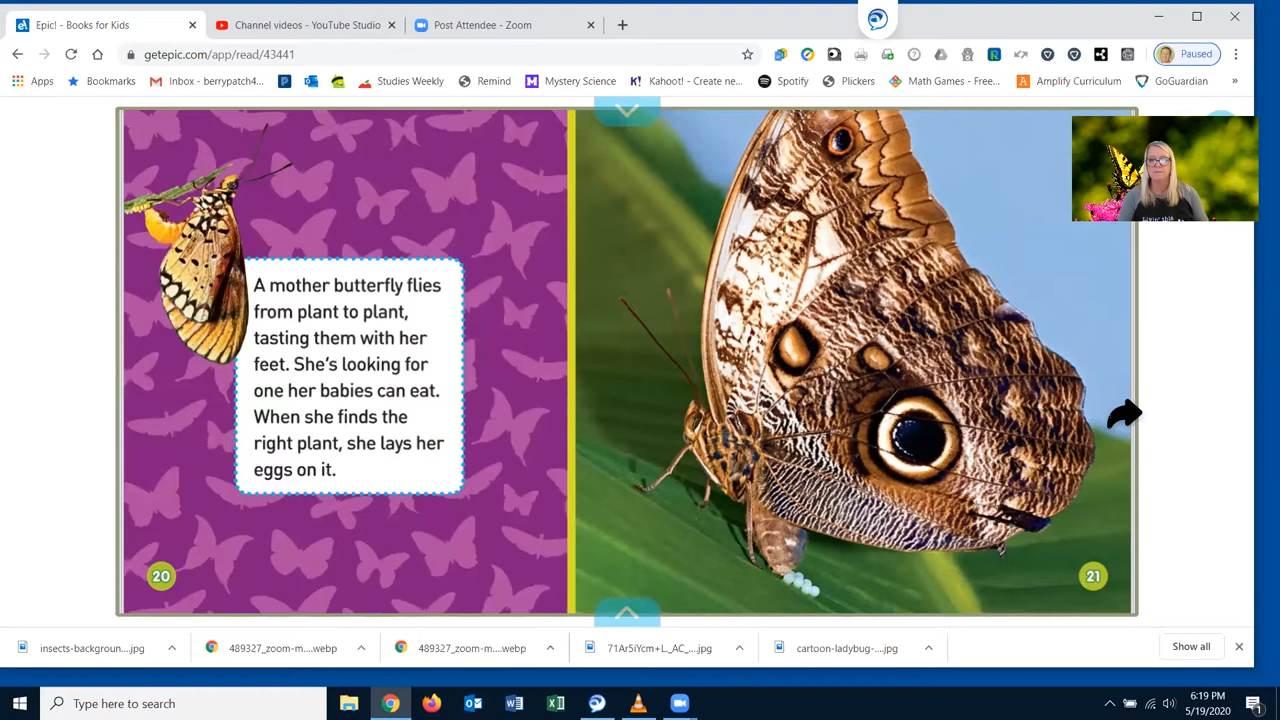 Epic! - Books for Kids
Channel videos - YouTube Studio
Post Attendee - Zoom
getepic.com/app/read/43441
Paused
Apps
Bookmarks
Inbox - berrypatch4...
Studies Weekly
Remind
Mystery Science
Kahoot! - Create ne...
Spotify
Plickers
Math Games - Free...
Amplify Curriculum
GoGuardian
»
A mother butterfly flies
from plant to plant,
tasting them with her
feet. She's looking for
one her babies can eat.
When she finds the
right plant, she lays her
eggs on it.
20
21
insects-backgroun....jpg
489327_zoom-m....webp
489327_zoom-m....webp
71Ar5iYcm+L._AC_....jpg
cartoon-ladybug-....jpg
Show all
Type here to search
6:19 PM
5/19/2020